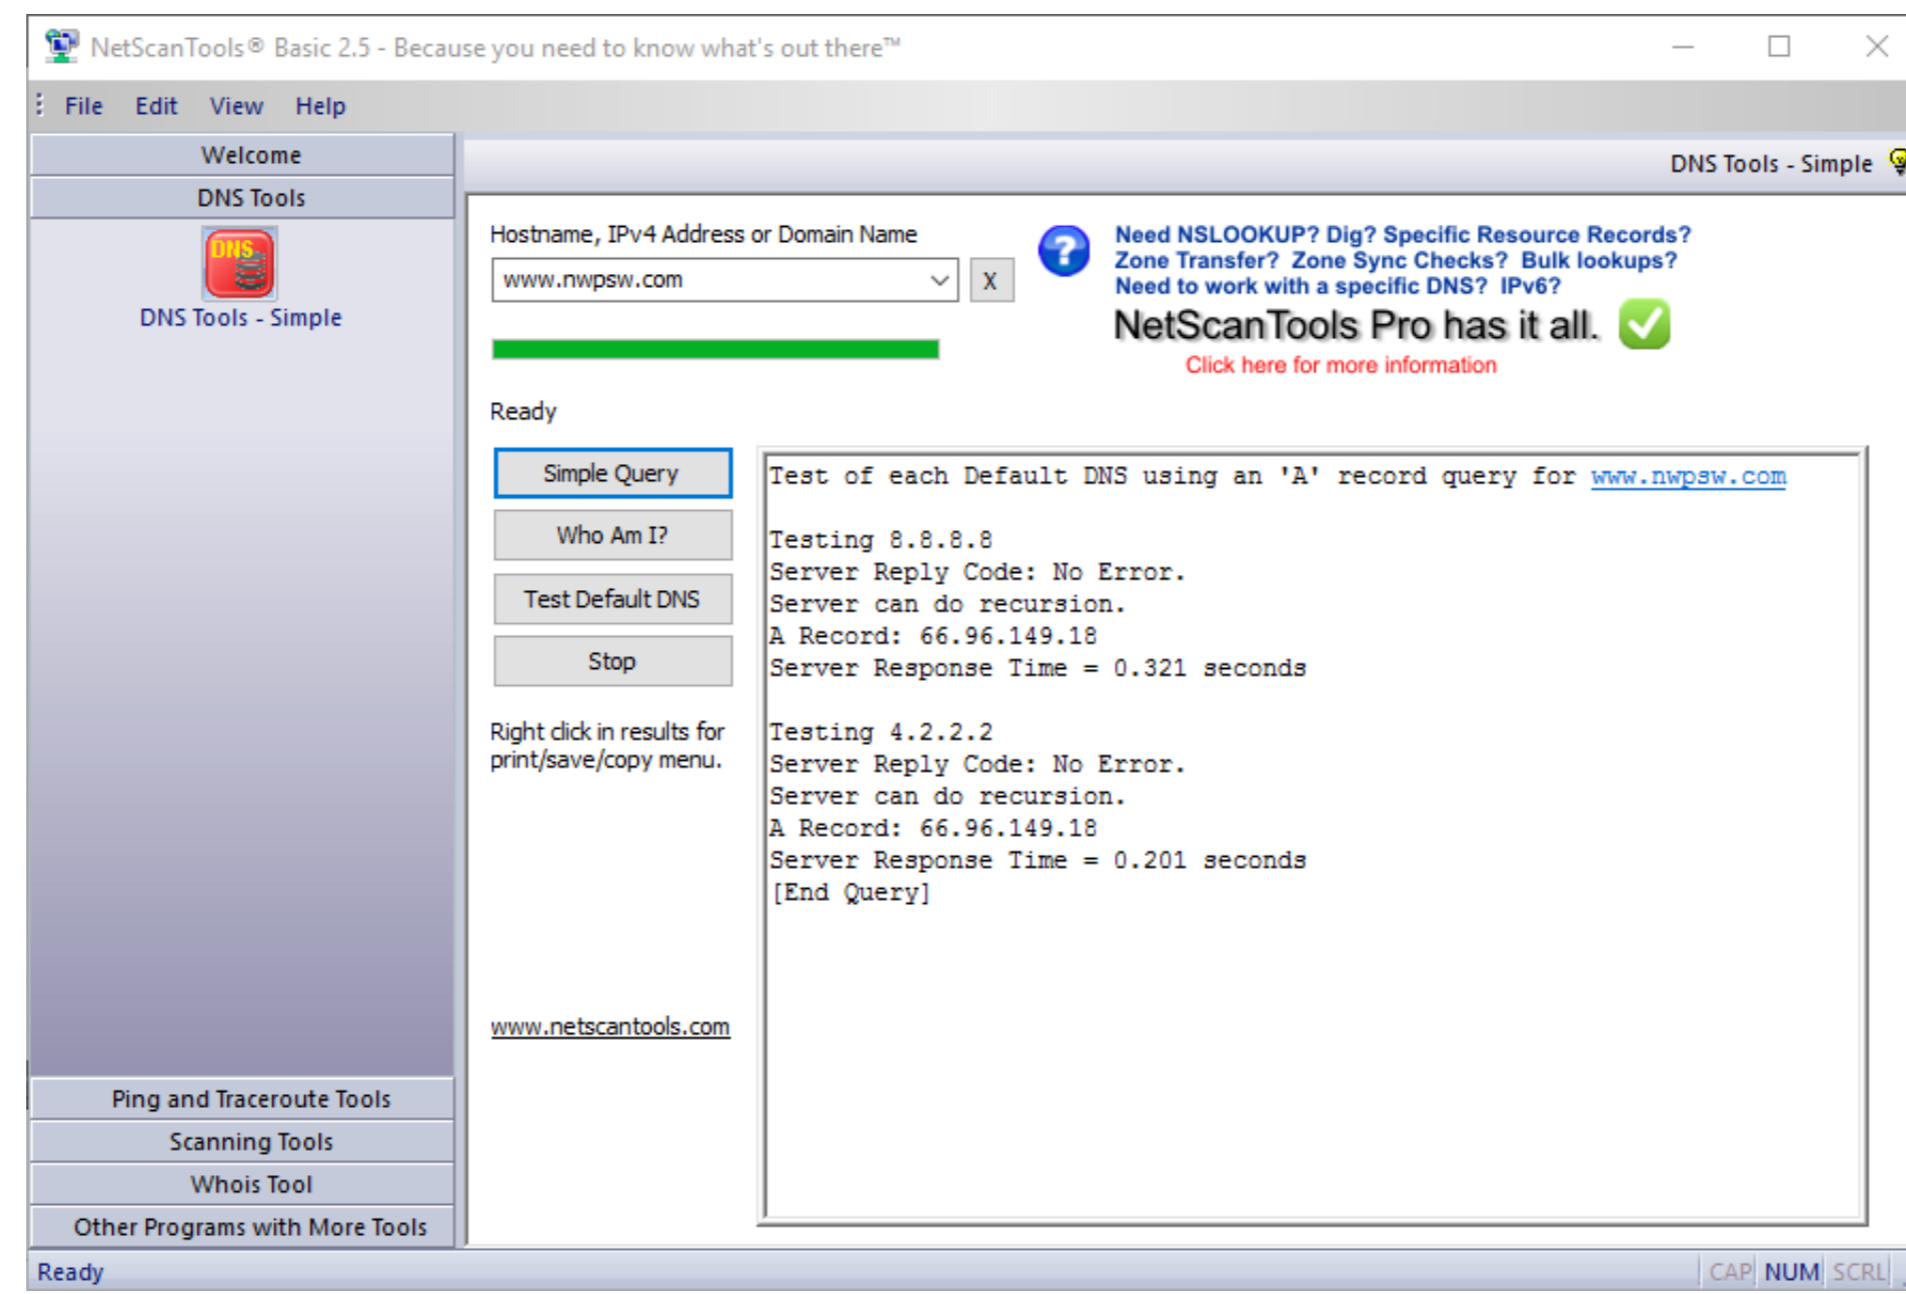 NetScanTools® Basic 2.5 - Because you need to know what's out there™
File Edit View Help
Welcome
DNS Tools
DNS
DNS Tools - Simple
Ping and Traceroute Tools
Scanning Tools
Whois Tool
Other Programs with More Tools
DNS Tools - Simple
Hostname, IPv4 Address or Domain Name
www.nwpsw.com
X
?
Need NSLOOKUP? Dig? Specific Resource Records?
Zone Transfer? Zone Sync Checks? Bulk lookups?
Need to work with a specific DNS? IPv6?
NetScanTools Pro has it all.
Click here for more information
Ready
Simple Query
Who Am I?
Test Default DNS
Stop
Right click in results for
print/save/copy menu.
www.netscantools.com
Test of each Default DNS using an 'A' record query for www.nwpsw.com
Testing 8.8.8.8
Server Reply Code: No Error.
Server can do recursion.
A Record: 66.96.149.18
Server Response Time = 0.321 seconds
Testing 4.2.2.2
Server Reply Code: No Error.
Server can do recursion.
A Record: 66.96.149.18
Server Response Time = 0.201 seconds
[End Query]
Ready
CAP NUM SCRL